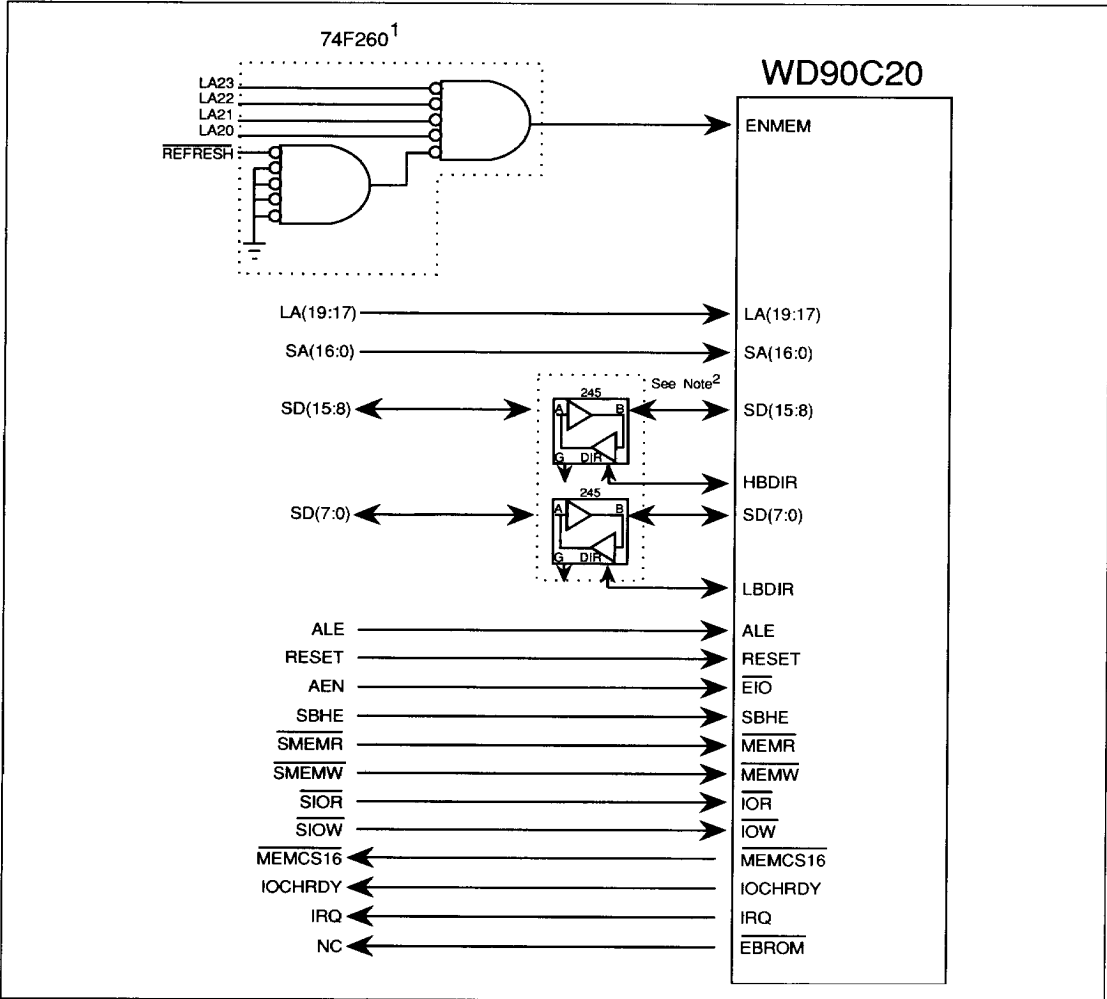 74F260¹
WD90C20
LA23
LA22
LA21
LA20
REFRESH
ENMEM
LA(19:17) LA(19:17)
SA(16:0) SA(16:0)
See Note²
245
SD(15:8) A B SD(15:8)
G DIR
HBDIR
245
SD(7:0) A B SD(7:0)
G DIR
LBDIR
ALE ALE
RESET RESET
AEN EIO
SBHE SBHE
SMEMR MEMR
SMEMW MEMW
SIOR IOR
SIOW IOW
MEMCS16 MEMCS16
IOCHRDY IOCHRDY
IRQ IRQ
NC EBROM